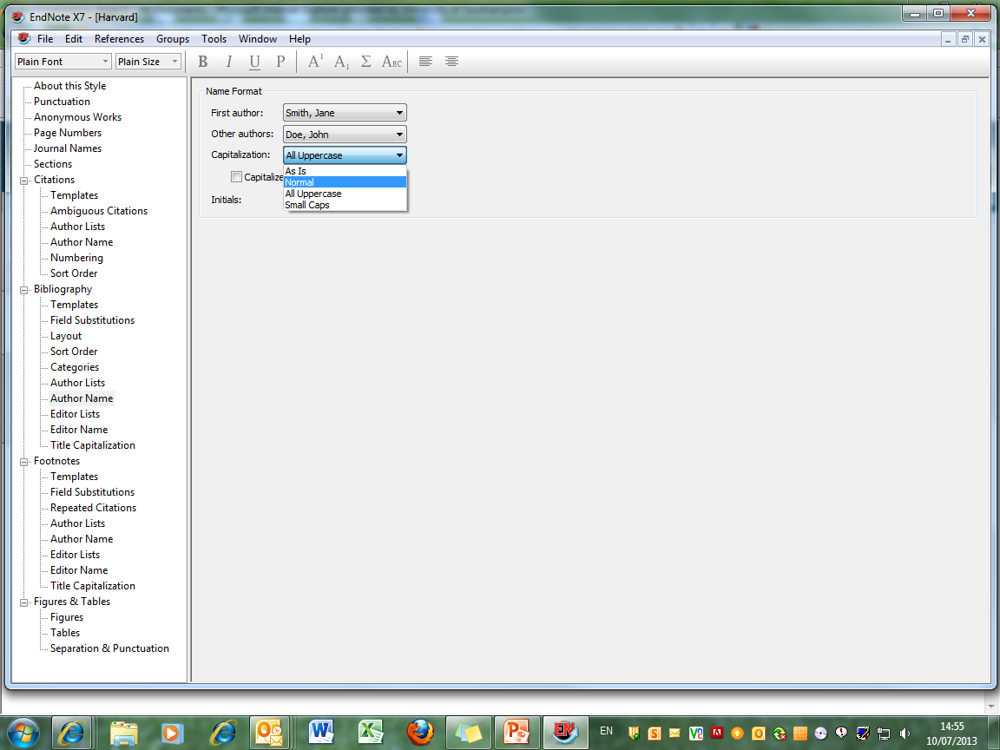 EndNote X7 - [Harvard]
File Edit References Groups Tools Window Help
Plain Font Plain Size B I U P A¹ A₁ Σ ABC
About this Style
Punctuation
Anonymous Works
Page Numbers
Journal Names
Sections
Citations
Templates
Ambiguous Citations
Author Lists
Author Name
Numbering
Sort Order
Bibliography
Templates
Field Substitutions
Layout
Sort Order
Categories
Author Lists
Author Name
Editor Lists
Editor Name
Title Capitalization
Footnotes
Templates
Field Substitutions
Repeated Citations
Author Lists
Author Name
Editor Lists
Editor Name
Title Capitalization
Figures & Tables
Figures
Tables
Separation & Punctuation
Name Format
First author: Smith, Jane
Other authors: Doe, John
Capitalization: All Uppercase
As Is
Capitalize
Normal
All Uppercase
Initials:
Small Caps
EN
14:55
10/07/2013